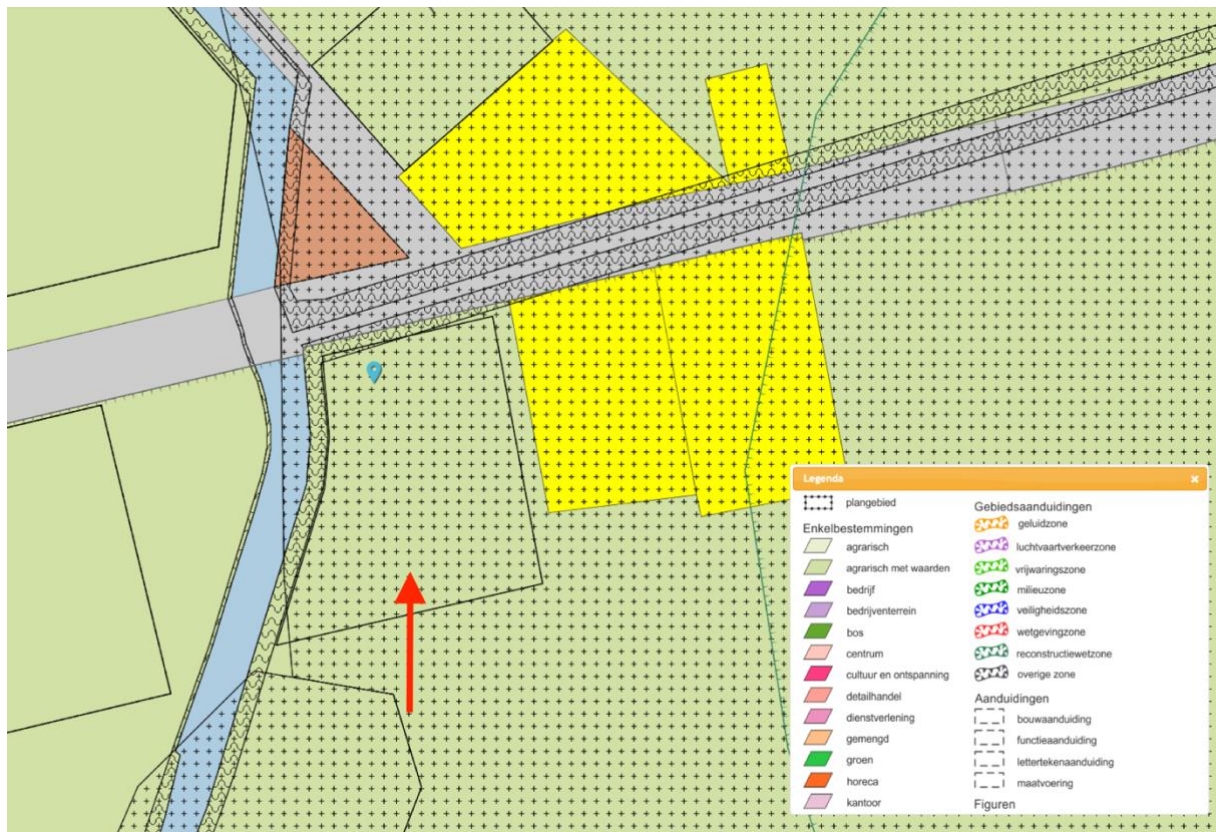 Legenda
plangebied
Enkelbestemmingen
agrarisch
agrarisch met waarden
bedrijf
bedrijventerrein
bos
centrum
cultuur en ontspanning
detailhandel
dienstverlening
gemengd
groen
horeca
kantoor
Gebiedsaanduidingen
geluidzone
luchtvaartverkeerzone
vrijwaringszone
milieuzone
veiligheidszone
wetgevingzone
reconstructiewetzone
overige zone
Aanduidingen
bouwaanduiding
functieaanduiding
lettertekenaanduiding
maatvoering
Figuren